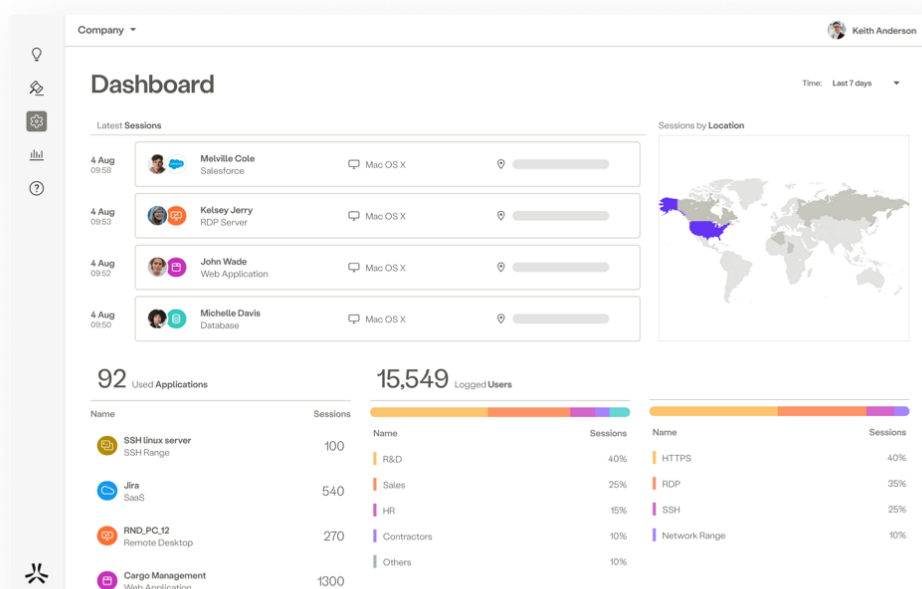 Company
Keith Anderson
Dashboard
Time: Last 7 days
Latest Sessions
Sessions by Location
4 Aug
09:58
Melville Cole
Salesforce
Mac OS X
4 Aug
09:53
Kelsey Jerry
RDP Server
Mac OS X
4 Aug
09:52
John Wade
Web Application
Mac OS X
4 Aug
09:50
Michelle Davis
Database
Mac OS X
92 Used Applications
Name Sessions
SSH linux server
SSH Range
100
Jira
SaaS
540
RND_PC_12
Remote Desktop
270
Cargo Management
Web Application
1300
15,549 Logged Users
Name Sessions
R&D 40%
Sales 25%
HR 15%
Contractors 10%
Others 10%
Name Sessions
HTTPS 40%
RDP 35%
SSH 25%
Network Range 10%